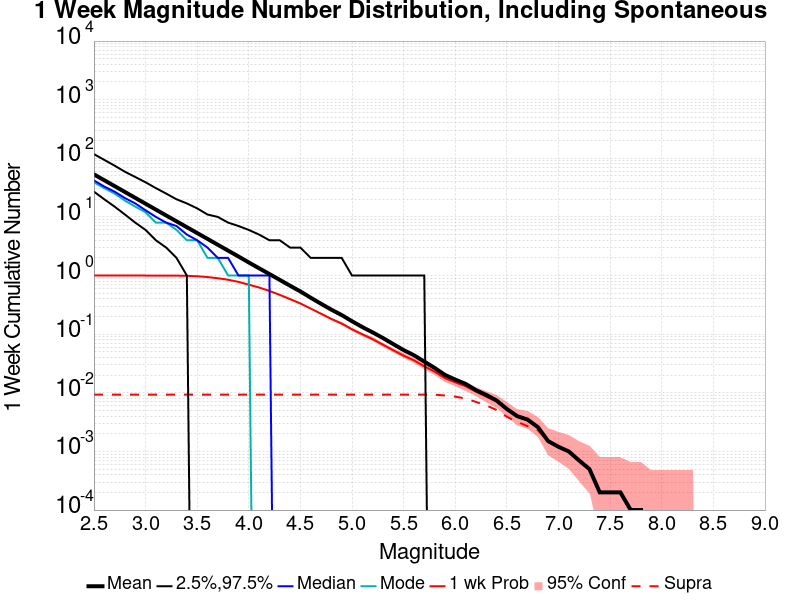 1 Week Magnitude Number Distribution, Including Spontaneous
1 Week Cumulative Number
10 4
10 3
10 2
10 1
10 0
10 -1
10 -2
10 -3
10 -4
2.5 3.0 3.5 4.0 4.5 5.0 5.5 6.0 6.5 7.0 7.5 8.0 8.5 9.0
Magnitude
Mean 2.5%,97.5% Median Mode 1 wk Prob 95% Conf Supra